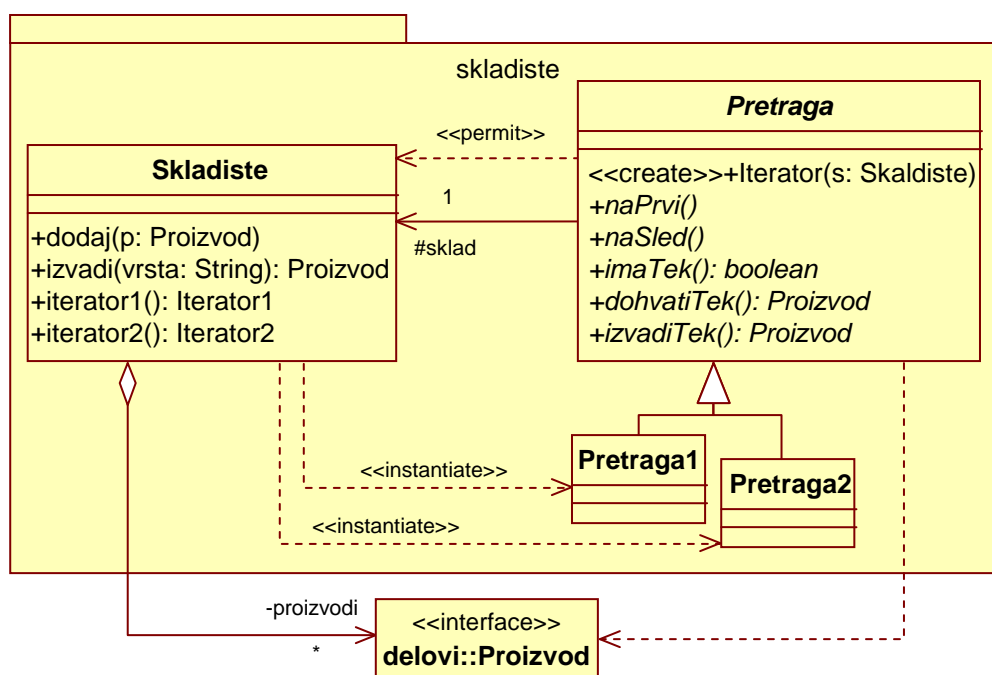 skladiste
Pretraga
<<create>>+Iterator(s: Skaldiste)
+naPrvi()
+naSled()
+imaTek(): boolean
+dohvatiTek(): Proizvod
+izvadiTek(): Proizvod
<<permit>>
Skladiste
+dodaj(p: Proizvod)
+izvadi(vrsta: String): Proizvod
+iterator1(): Iterator1
+iterator2(): Iterator2
1
#sklad
Pretraga1
Pretraga2
<<instantiate>>
<<instantiate>>
-proizvodi
*
<<interface>>
delovi::Proizvod